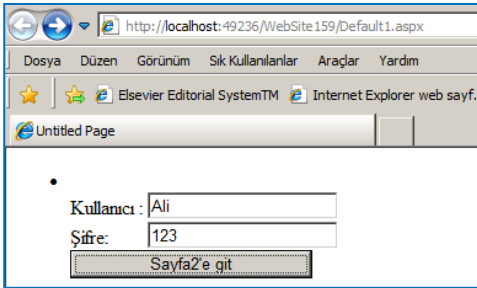 http://localhost:49236/WebSite159/Default1.aspx
Dosya Düzen Görünüm Sık Kullanılanlar Araçlar Yardım
Elsevier Editorial SystemTM Internet Explorer web sayf.
Untitled Page
Kullanıcı : Ali
Şifre: 123
Sayfa2'e git